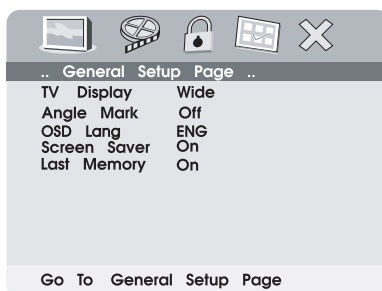 .. General Setup Page ..
TV Display Wide
Angle Mark Off
OSD Lang ENG
Screen Saver On
Last Memory On
Go To General Setup Page